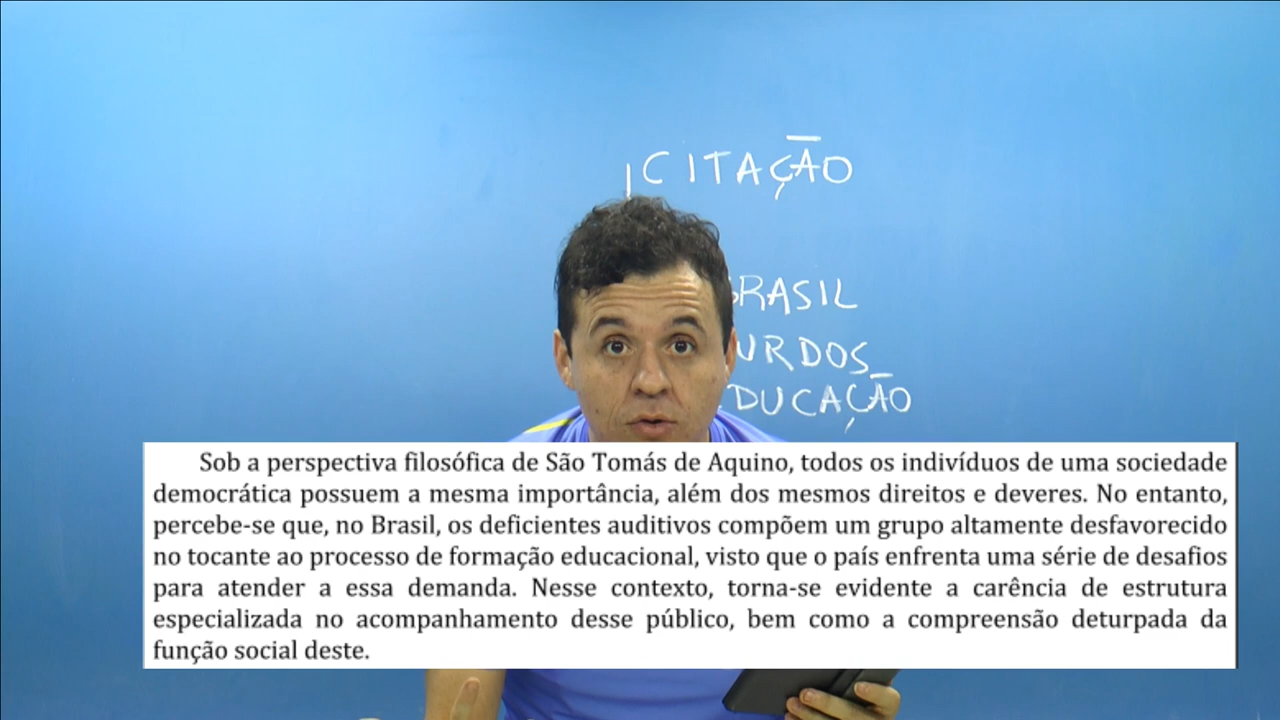 CITAÇÃO
BRASIL
URDOS
DUCAÇÃO
Sob a perspectiva filosófica de São Tomás de Aquino, todos os indivíduos de uma sociedade
democrática possuem a mesma importância, além dos mesmos direitos e deveres. No entanto,
percebe-se que, no Brasil, os deficientes auditivos compõem um grupo altamente desfavorecido
no tocante ao processo de formação educacional, visto que o país enfrenta uma série de desafios
para atender a essa demanda. Nesse contexto, torna-se evidente a carência de estrutura
especializada no acompanhamento desse público, bem como a compreensão deturpada da
função social deste.